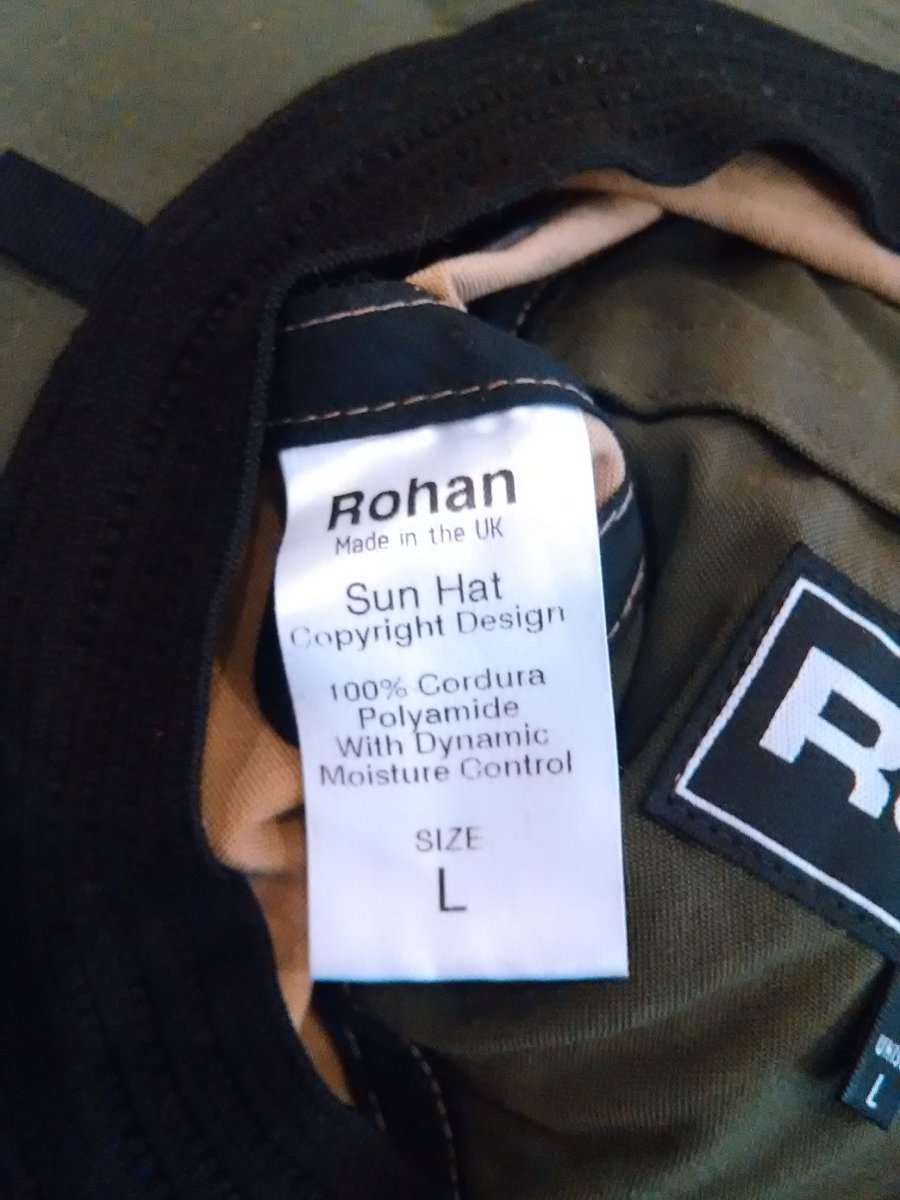 Rohan
Made in the UK
Sun Hat
Copyright Design
100% Cordura
Polyamide
With Dynamic
Moisture Control
SIZE
L
L